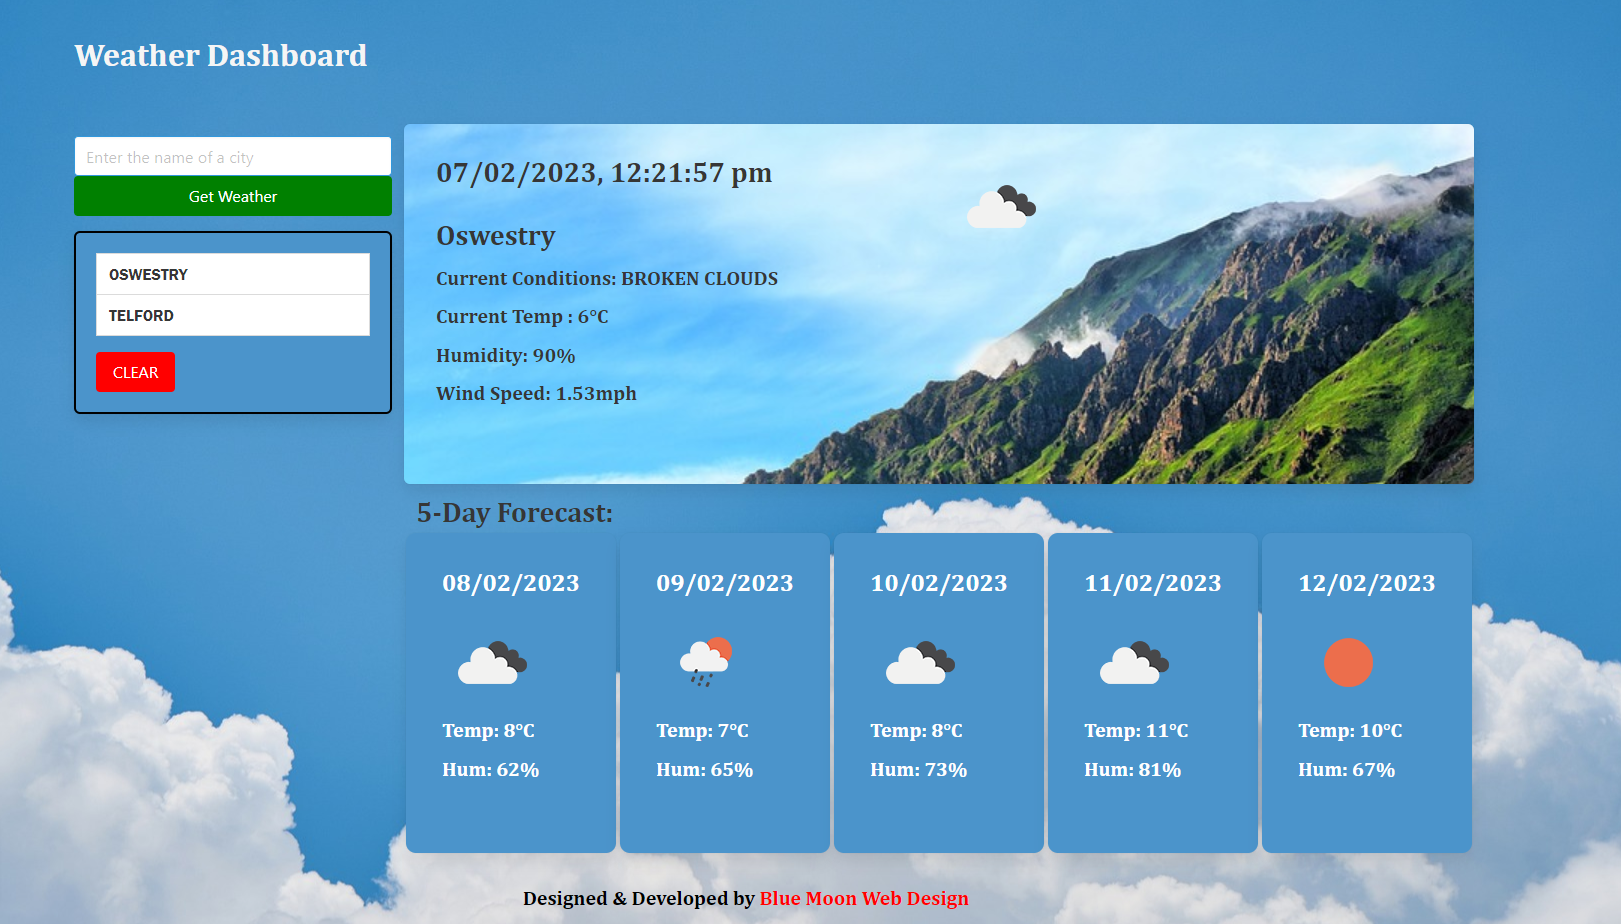 Weather Dashboard
Enter the name of a city
Get Weather
OSWESTRY
TELFORD
CLEAR
07/02/2023, 12:21:57 pm
Oswestry
Current Conditions: BROKEN CLOUDS
Current Temp : 6°C
Humidity: 90%
Wind Speed: 1.53mph
5-Day Forecast:
08/02/2023
Temp: 8°C
Hum: 62%
09/02/2023
Temp: 7°C
Hum: 65%
10/02/2023
Temp: 8°C
Hum: 73%
11/02/2023
Temp: 11°C
Hum: 81%
12/02/2023
Temp: 10°C
Hum: 67%
Designed & Developed by Blue Moon Web Design